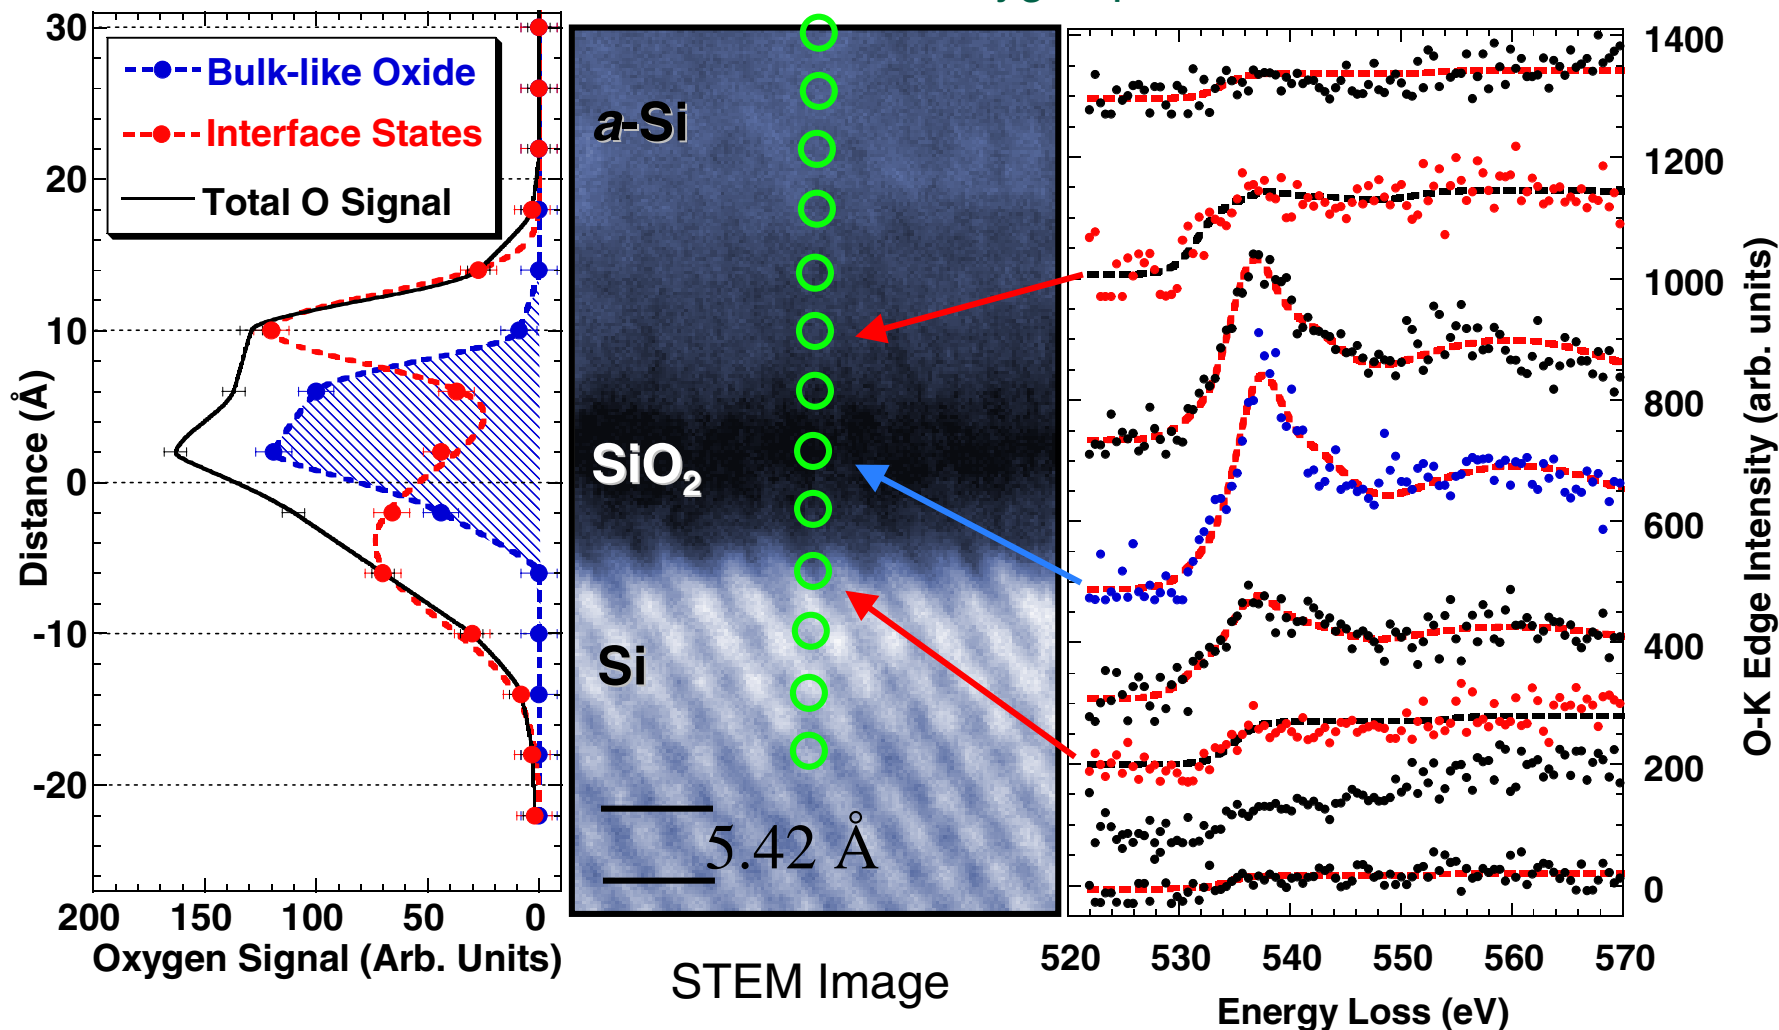 30
20
10
0
-10
-20
Distance (Å)
Bulk-like Oxide
Interface States
Total O Signal
200 150 100 50 0
Oxygen Signal (Arb. Units)
a-Si
SiO2
Si
5.42 Å
STEM Image
1400
1200
1000
800
600
400
200
0
O-K Edge Intensity (arb. units)
520 530 540 550 560 570
Energy Loss (eV)